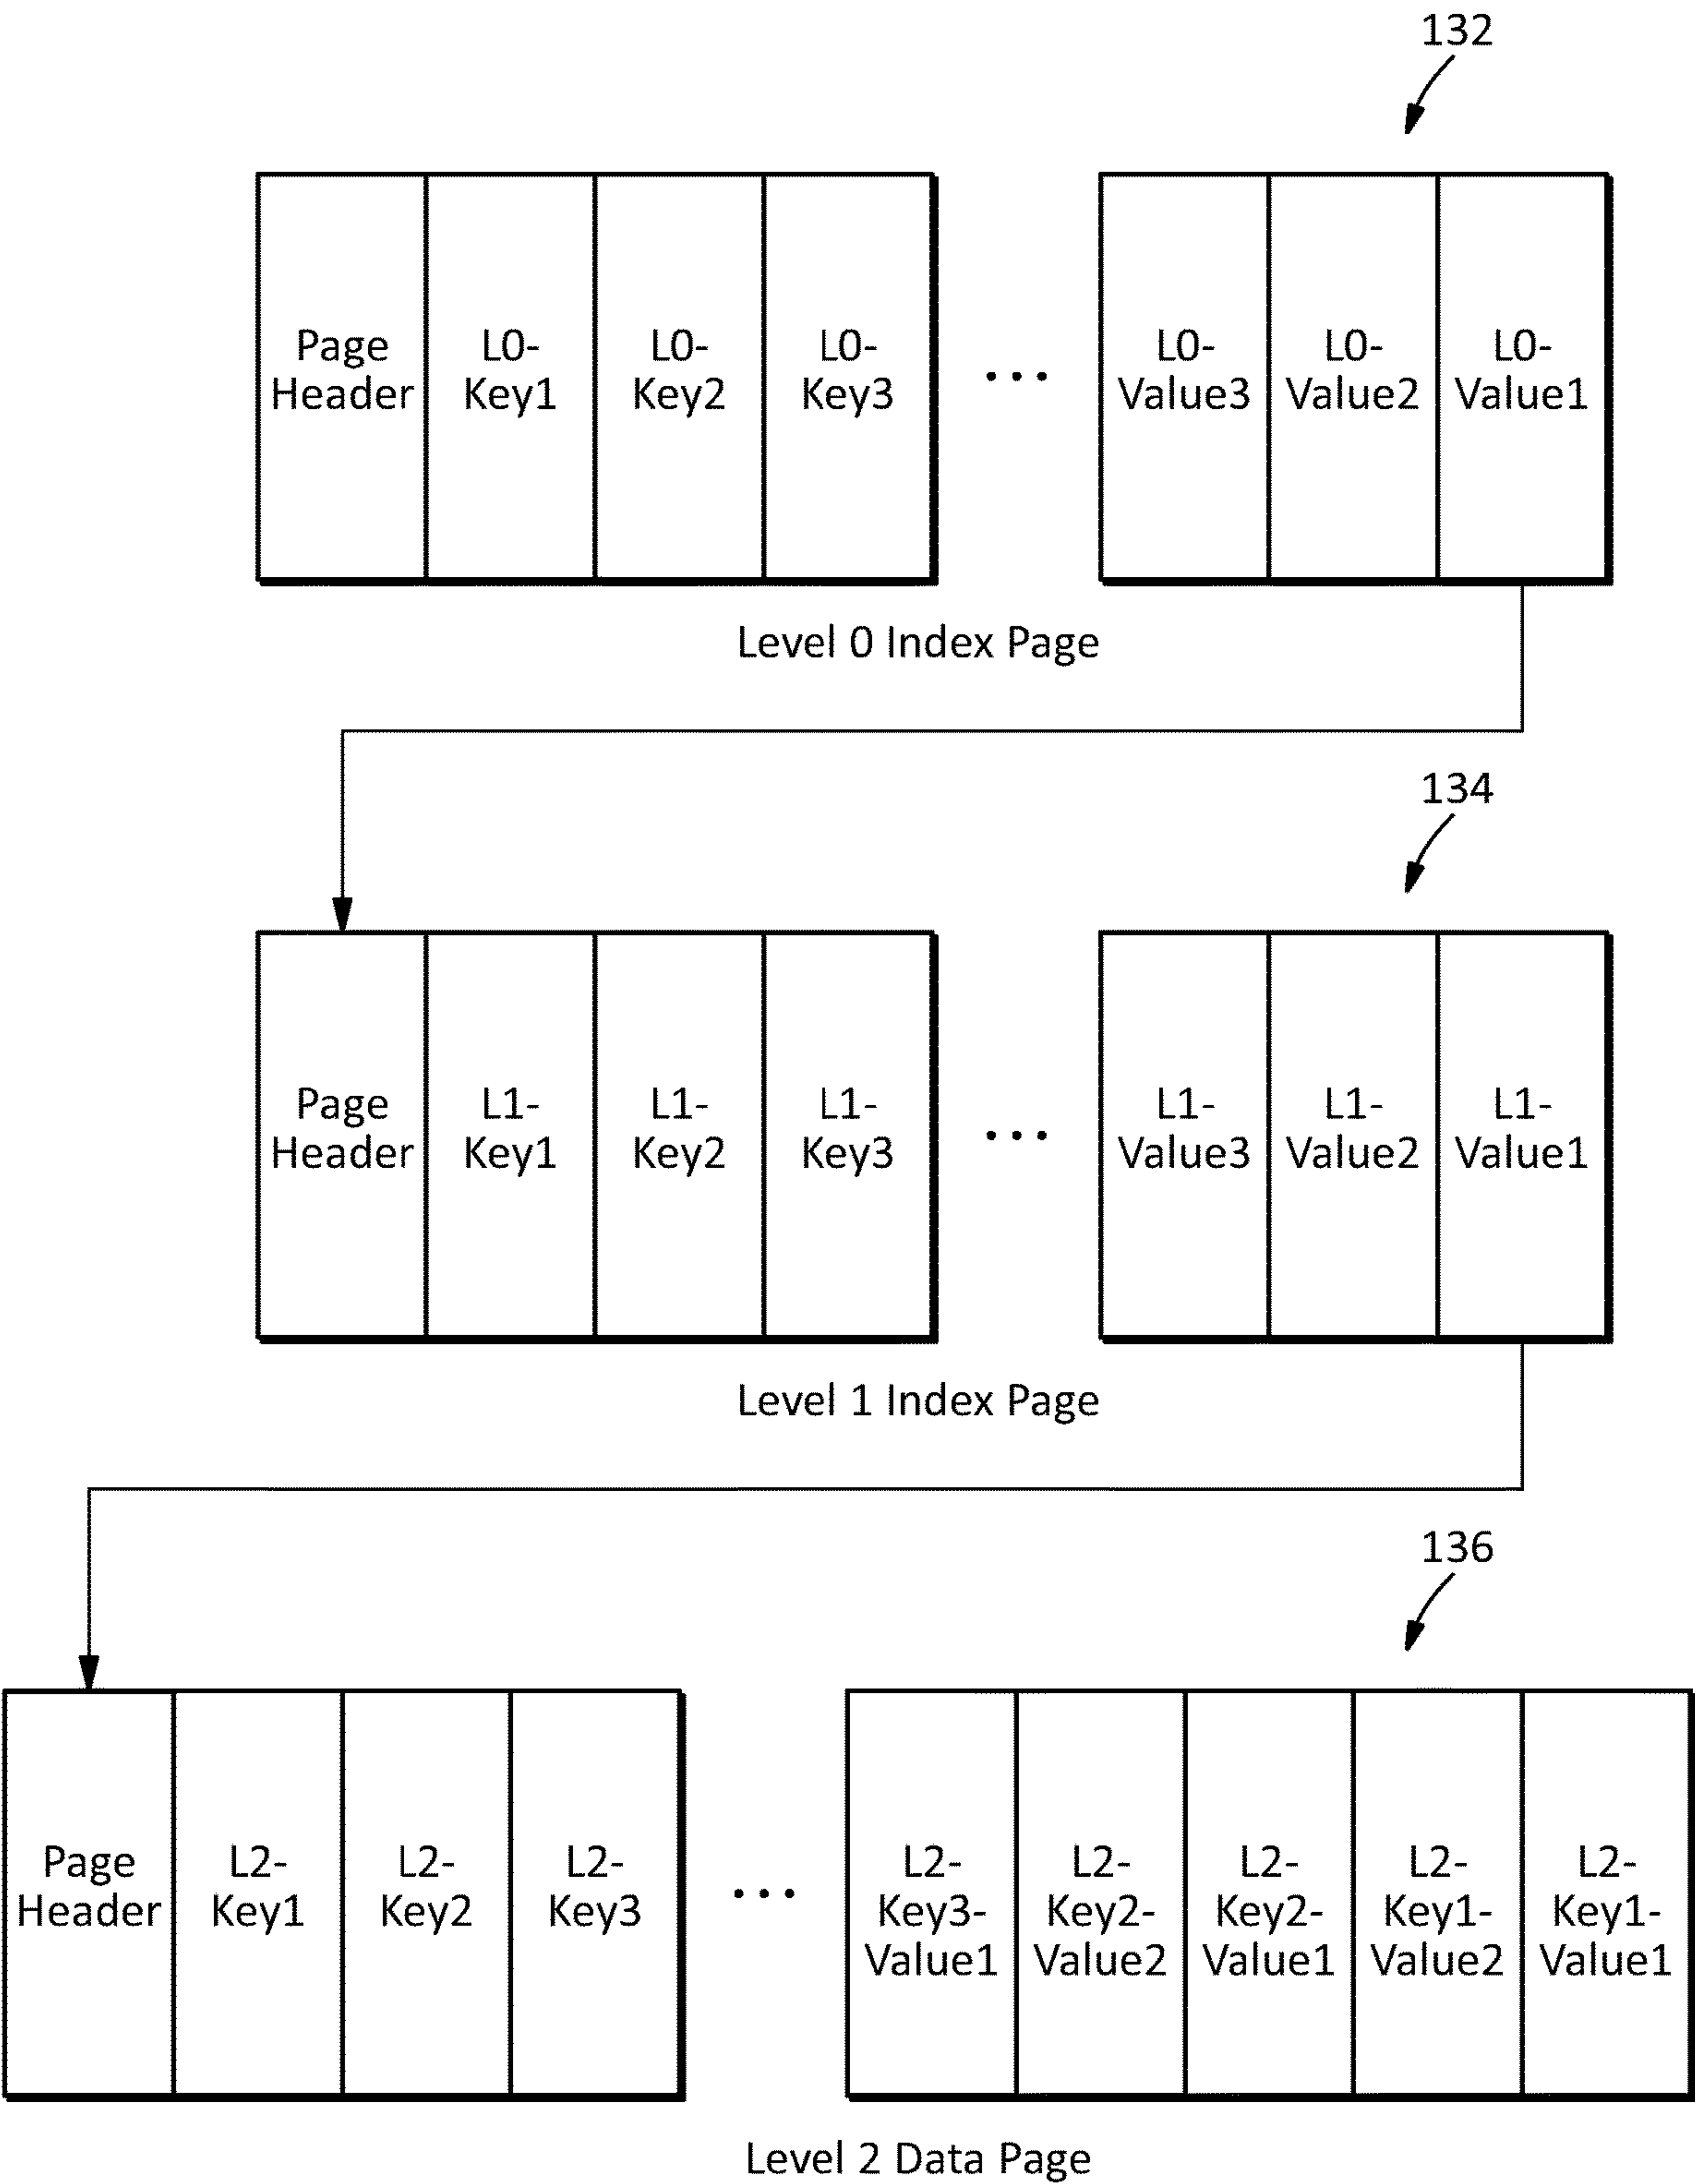 132
Page Header
L0-Key1
L0-Key2
L0-Key3
...
L0-Value3
L0-Value2
L0-Value1
Level 0 Index Page
134
Page Header
L1-Key1
L1-Key2
L1-Key3
...
L1-Value3
L1-Value2
L1-Value1
Level 1 Index Page
136
Page Header
L2-Key1
L2-Key2
L2-Key3
...
L2-Key3-Value1
L2-Key2-Value2
L2-Key2-Value1
L2-Key1-Value2
L2-Key1-Value1
Level 2 Data Page